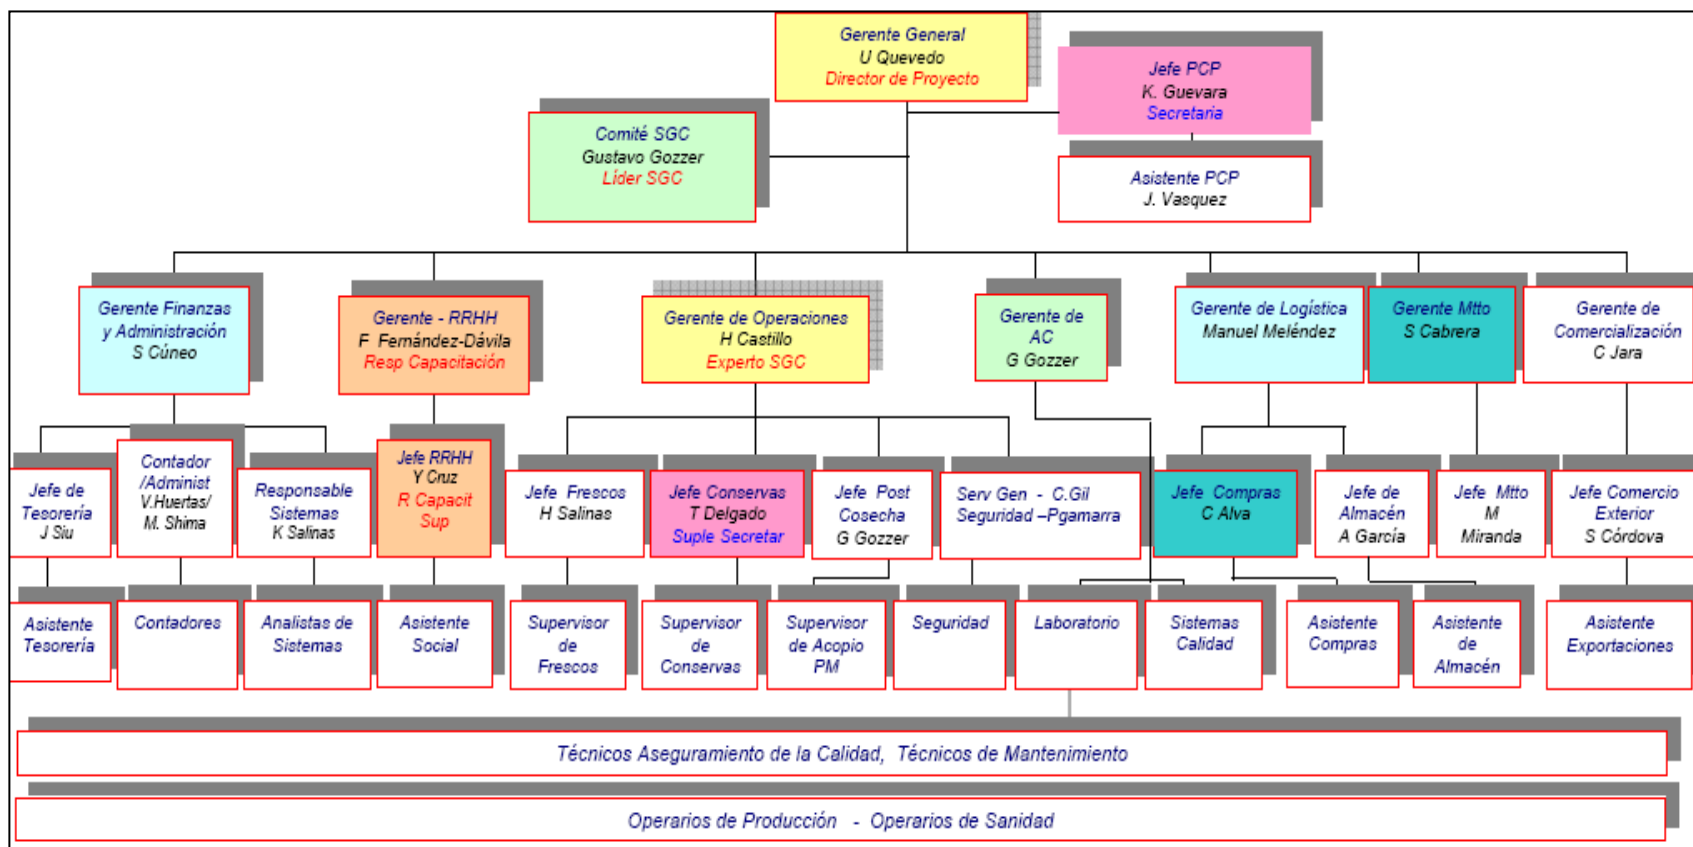 Gerente General
U Quevedo
Director de Proyecto
Jefe PCP
K. Guevara
Secretaria
Comité SGC
Gustavo Gozzer
Líder SGC
Asistente PCP
J. Vasquez
Gerente Finanzas
y Administración
S Cúneo
Gerente - RRHH
F Fernández-Dávila
Resp Capacitación
Gerente de Operaciones
H Castillo
Experto SGC
Gerente de
AC
G Gozzer
Gerente de Logística
Manuel Meléndez
Gerente Mtto
S Cabrera
Gerente de
Comercialización
C Jara
Jefe de
Tesorería
J Siu
Contador
/Administ
V.Huertas/
M. Shima
Responsable
Sistemas
K Salinas
Jefe RRHH
Y Cruz
R Capacit
Sup
Jefe Frescos
H Salinas
Jefe Conservas
T Delgado
Suple Secretar
Jefe Post
Cosecha
G Gozzer
Serv Gen - C.Gil
Seguridad –Pgamarra
Jefe Compras
C Alva
Jefe de
Almacén
A García
Jefe Mtto
M
Miranda
Jefe Comercio
Exterior
S Córdova
Asistente
Tesorería
Contadores
Analistas de
Sistemas
Asistente
Social
Supervisor
de
Frescos
Supervisor
de
Conservas
Supervisor
de Acopio
PM
Seguridad
Laboratorio
Sistemas
Calidad
Asistente
Compras
Asistente
de
Almacén
Asistente
Exportaciones
Técnicos Aseguramiento de la Calidad, Técnicos de Mantenimiento
Operarios de Producción - Operarios de Sanidad